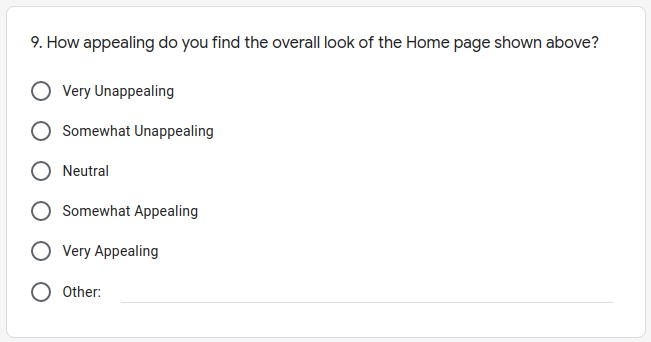 9. How appealing do you find the overall look of the Home page shown above?
Very Unappealing
Somewhat Unappealing
Neutral
Somewhat Appealing
Very Appealing
Other: